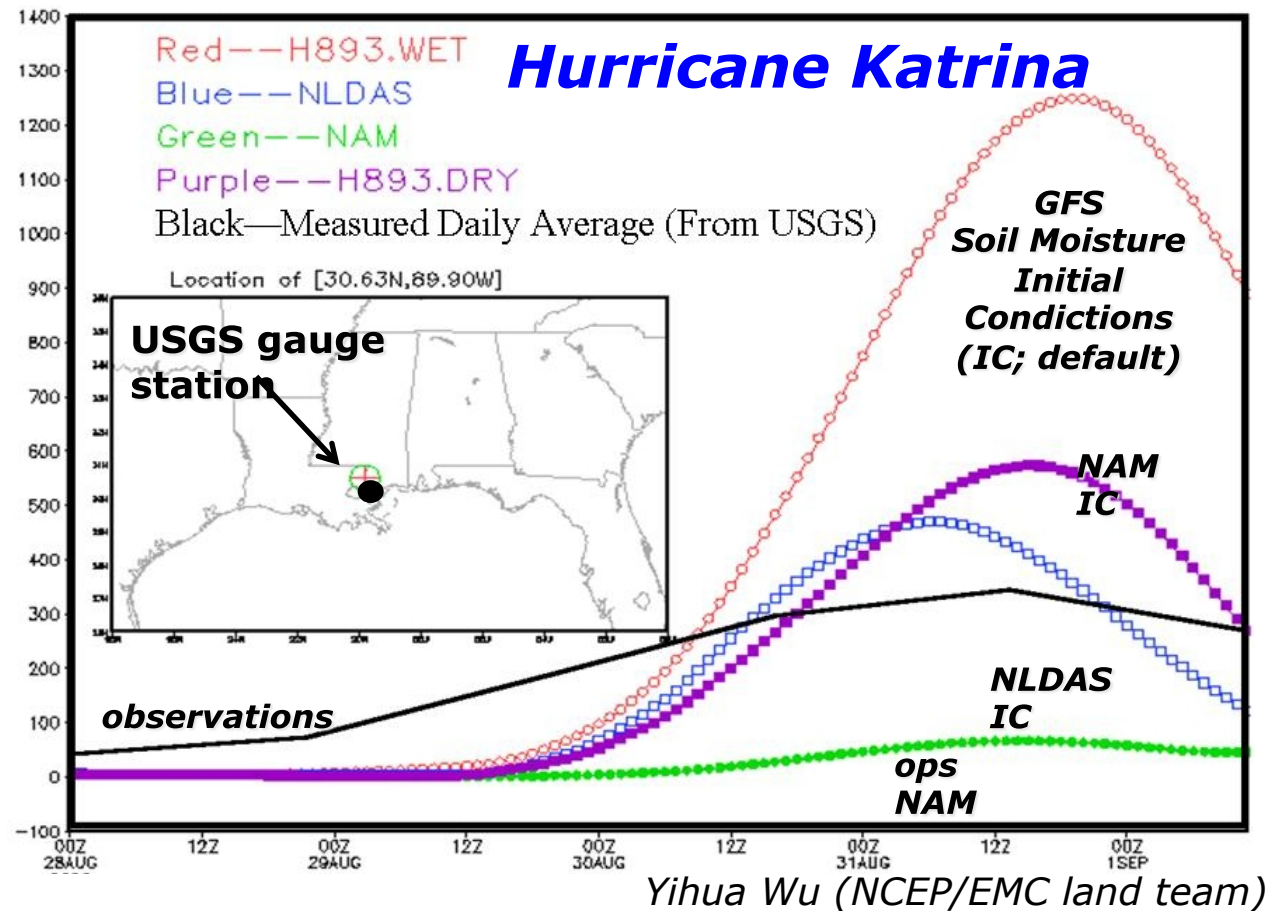 Hurricane Katrina
Red––H893.WET
Blue––NLDAS
Green––NAM
Purple––H893.DRY
Black—Measured Daily Average (From USGS)
Location of [30.63N,89.90W]
USGS gauge
station
GFS
Soil Moisture
Initial
Condictions
(IC; default)
NAM
IC
NLDAS
IC
ops
NAM
observations
1400
1300
1200
1100
1000
900
800
700
600
500
400
300
200
100
0
−100
00Z
28AUG
12Z
00Z
29AUG
12Z
00Z
30AUG
12Z
00Z
31AUG
12Z
00Z
1SEP
Yihua Wu (NCEP/EMC land team)